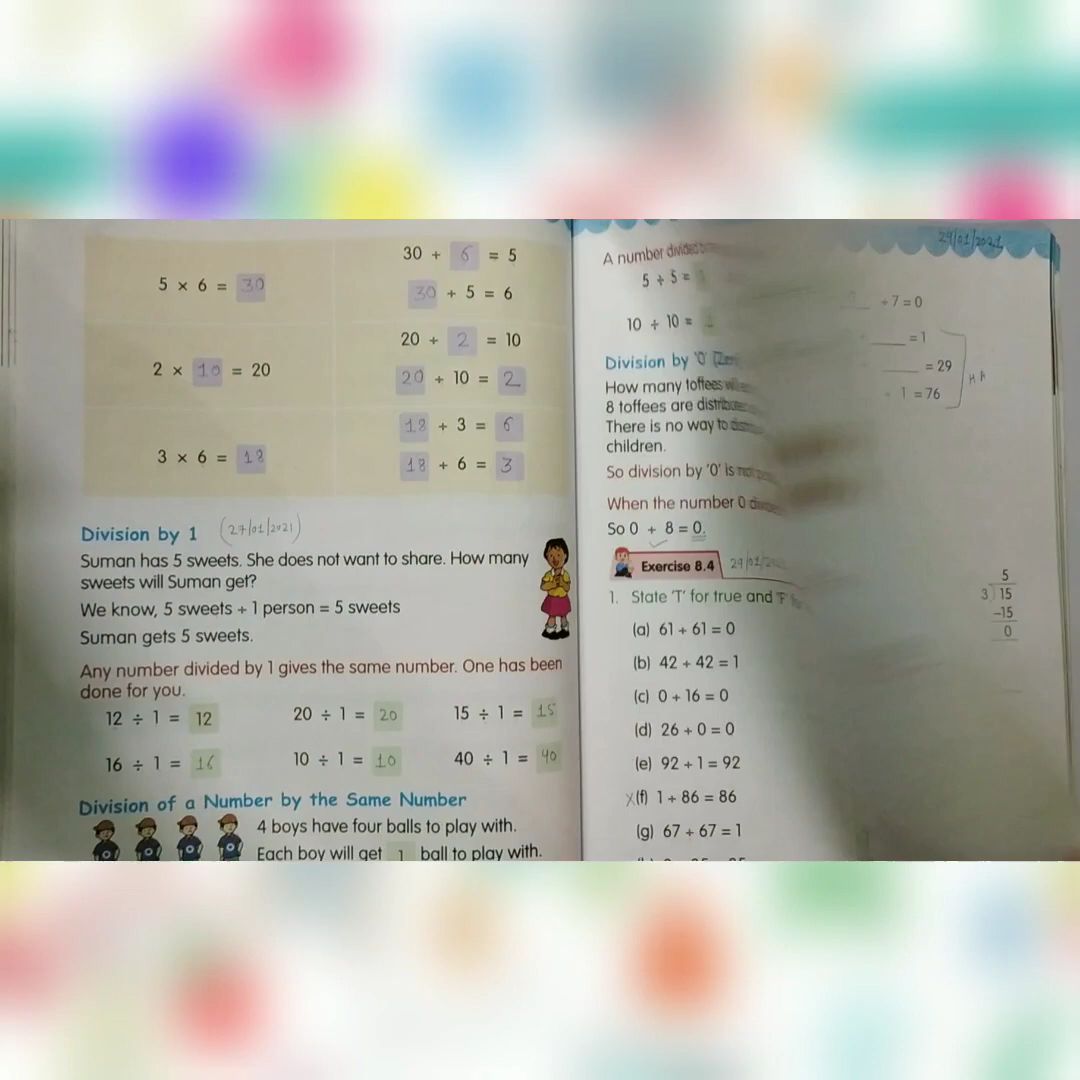 5 × 6 = 30
30 ÷ 6 = 5
30 ÷ 5 = 6
2 × 10 = 20
20 ÷ 2 = 10
20 ÷ 10 = 2
3 × 6 = 18
18 ÷ 3 = 6
18 ÷ 6 = 3
Division by 1 (27/01/2021)
Suman has 5 sweets. She does not want to share. How many
sweets will Suman get?
We know, 5 sweets ÷ 1 person = 5 sweets
Suman gets 5 sweets.
Any number divided by 1 gives the same number. One has been
done for you.
12 ÷ 1 = 12 20 ÷ 1 = 20 15 ÷ 1 = 15
16 ÷ 1 = 16 10 ÷ 1 = 10 40 ÷ 1 = 40
Division of a Number by the Same Number
4 boys have four balls to play with.
Each boy will get 1 ball to play with.
A number divided
5 ÷ 5 =
10 ÷ 10 =
Division by '0'
How many toffees
8 toffees are
There is no way to
children.
So division by '0' is
When the number 0
So 0 ÷ 8 = 0.
Exercise 8.4
1. State 'T' for true and 'F'
(a) 61 ÷ 61 = 0
(b) 42 ÷ 42 = 1
(c) 0 ÷ 16 = 0
(d) 26 ÷ 0 = 0
(e) 92 ÷ 1 = 92
X(f) 1 ÷ 86 = 86
(g) 67 ÷ 67 = 1
÷ 7 = 0
= 1
= 29
1 = 76
5
3) 15
−15
0